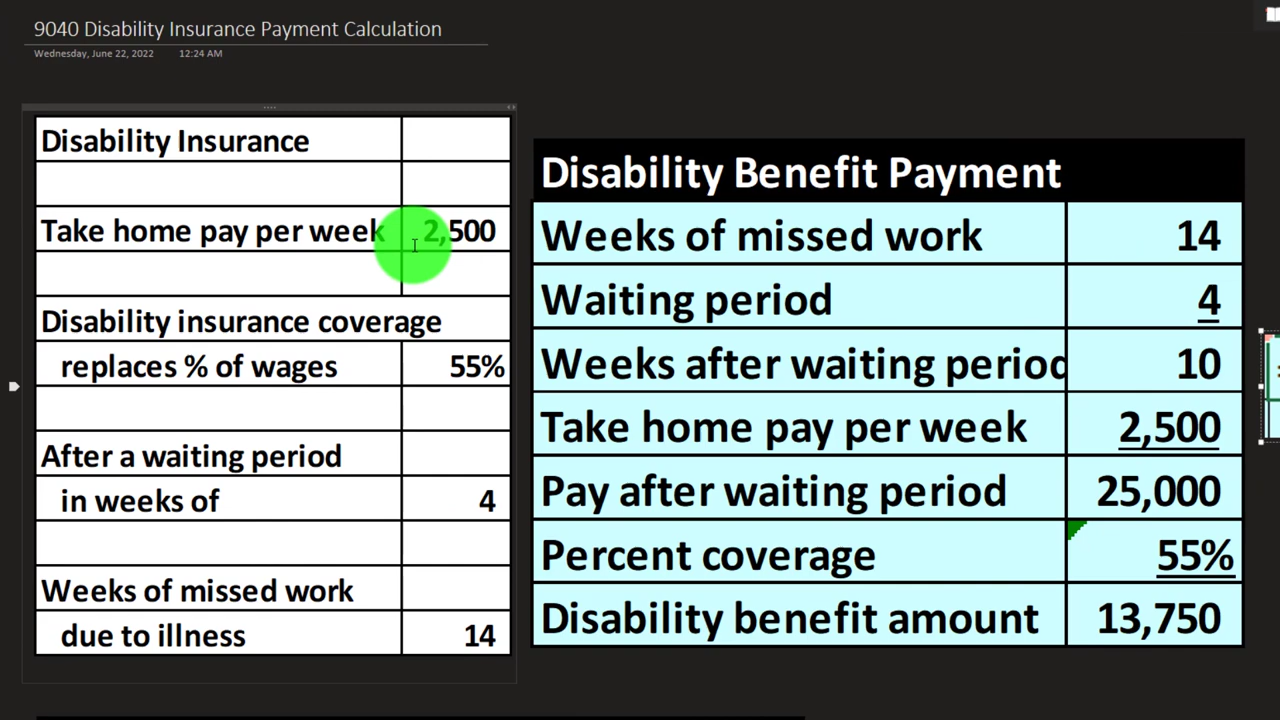 9040 Disability Insurance Payment Calculation
Wednesday, June 22, 2022 12:24 AM
Disability Insurance
Take home pay per week 2,500
Disability insurance coverage
replaces % of wages 55%
After a waiting period
in weeks of 4
Weeks of missed work
due to illness 14
Disability Benefit Payment
Weeks of missed work 14
Waiting period 4
Weeks after waiting period 10
Take home pay per week 2,500
Pay after waiting period 25,000
Percent coverage 55%
Disability benefit amount 13,750